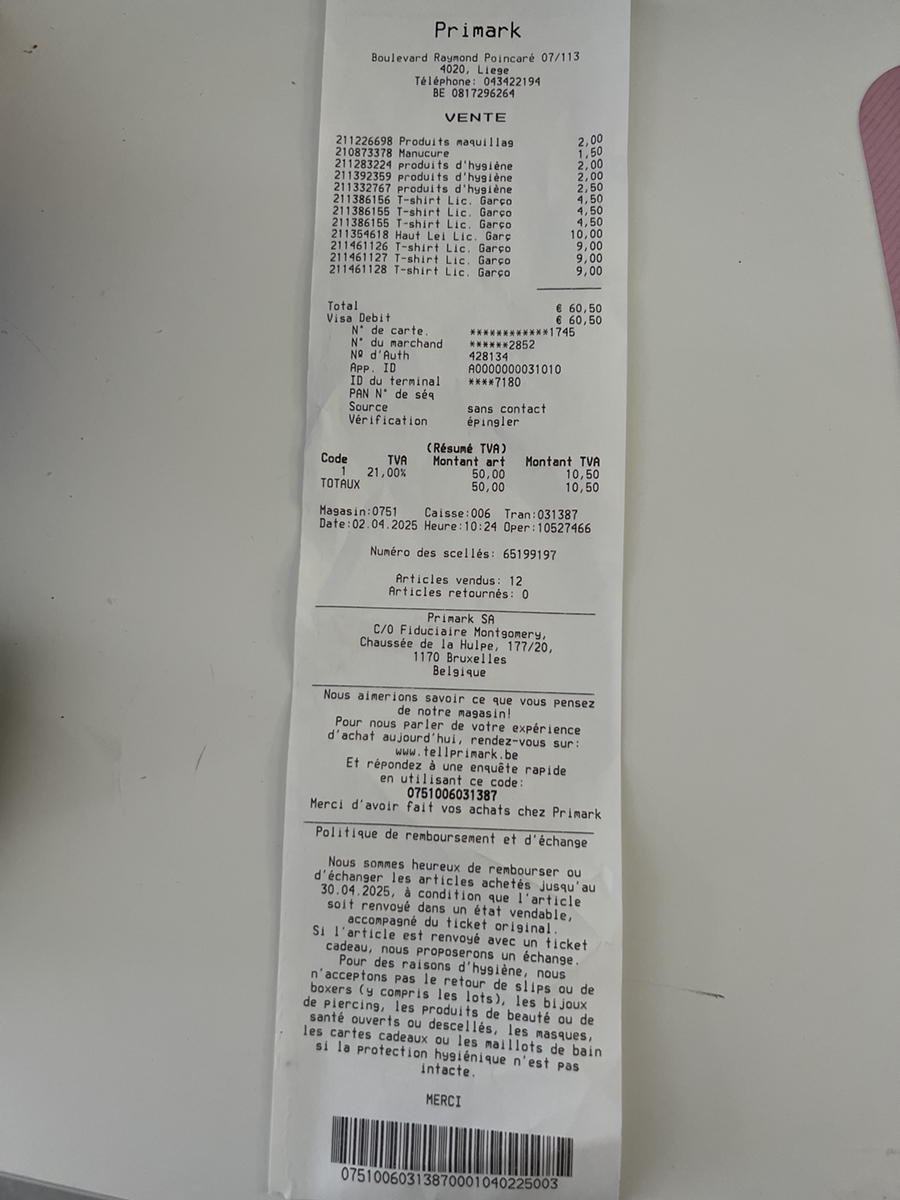 Primark
Boulevard Raymond Poincaré 07/113
4020, Liege
Téléphone: 043422194
BE 0817296264
VENTE
211226698 Produits maquillag 2,00
210873378 Manucure 1,50
211283224 produits d'hygiène 2,00
211392359 produits d'hygiène 2,00
211332767 produits d'hygiène 2,50
211386156 T-shirt Lic. Garço 4,50
211386155 T-shirt Lic. Garço 4,50
211386155 T-shirt Lic. Garço 4,50
211354618 Haut Lei Lic. Garç 10,00
211461126 T-shirt Lic. Garço 9,00
211461127 T-shirt Lic. Garço 9,00
211461128 T-shirt Lic. Garço 9,00
Total € 60,50
Visa Debit € 60,50
N° de carte. ************1745
N° du marchand ******2852
Nº d'Auth 428134
App. ID A0000000031010
ID du terminal ****7180
PAN N° de séq
Source sans contact
Vérification épingler
(Résumé TVA)
Code TVA Montant art Montant TVA
1 21,00% 50,00 10,50
TOTAUX 50,00 10,50
Magasin:0751 Caisse:006 Tran:031387
Date:02.04.2025 Heure:10:24 Oper:10527466
Numéro des scellés: 65199197
Articles vendus: 12
Articles retournés: 0
Primark SA
C/O Fiduciaire Montgomery,
Chaussée de la Hulpe, 177/20,
1170 Bruxelles
Belgique
Nous aimerions savoir ce que vous pensez
de notre magasin!
Pour nous parler de votre expérience
d'achat aujourd'hui, rendez-vous sur:
www.tellprimark.be
Et répondez à une enquête rapide
en utilisant ce code:
0751006031387
Merci d'avoir fait vos achats chez Primark
Politique de remboursement et d'échange
Nous sommes heureux de rembourser ou
d'échanger les articles achetés jusqu'au
30.04.2025, à condition que l'article
soit renvoyé dans un état vendable,
accompagné du ticket original.
Si l'article est renvoyé avec un ticket
cadeau, nous proposerons un échange.
Pour des raisons d'hygiène, nous
n'acceptons pas le retour de slips ou de
boxers (y compris les lots), les bijoux
de piercing, les produits de beauté ou de
santé ouverts ou descellés, les masques,
les cartes cadeaux ou les maillots de bain
si la protection hygiénique n'est pas
intacte.
MERCI
07510060313870001040225003